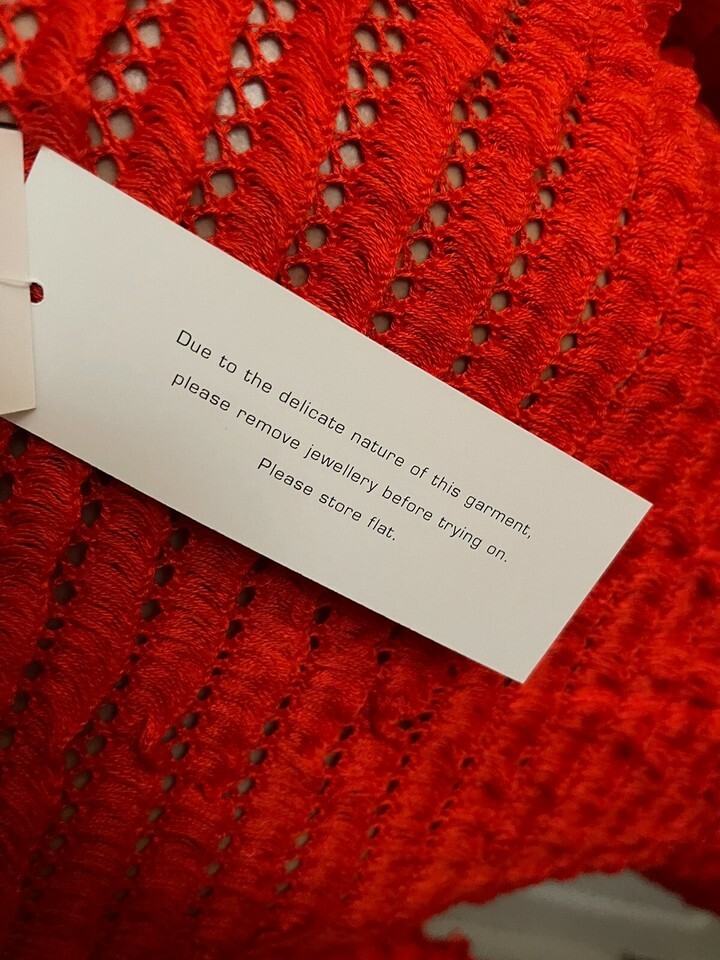 Due to the delicate nature of this garment,
please remove jewellery before trying on.
Please store flat.